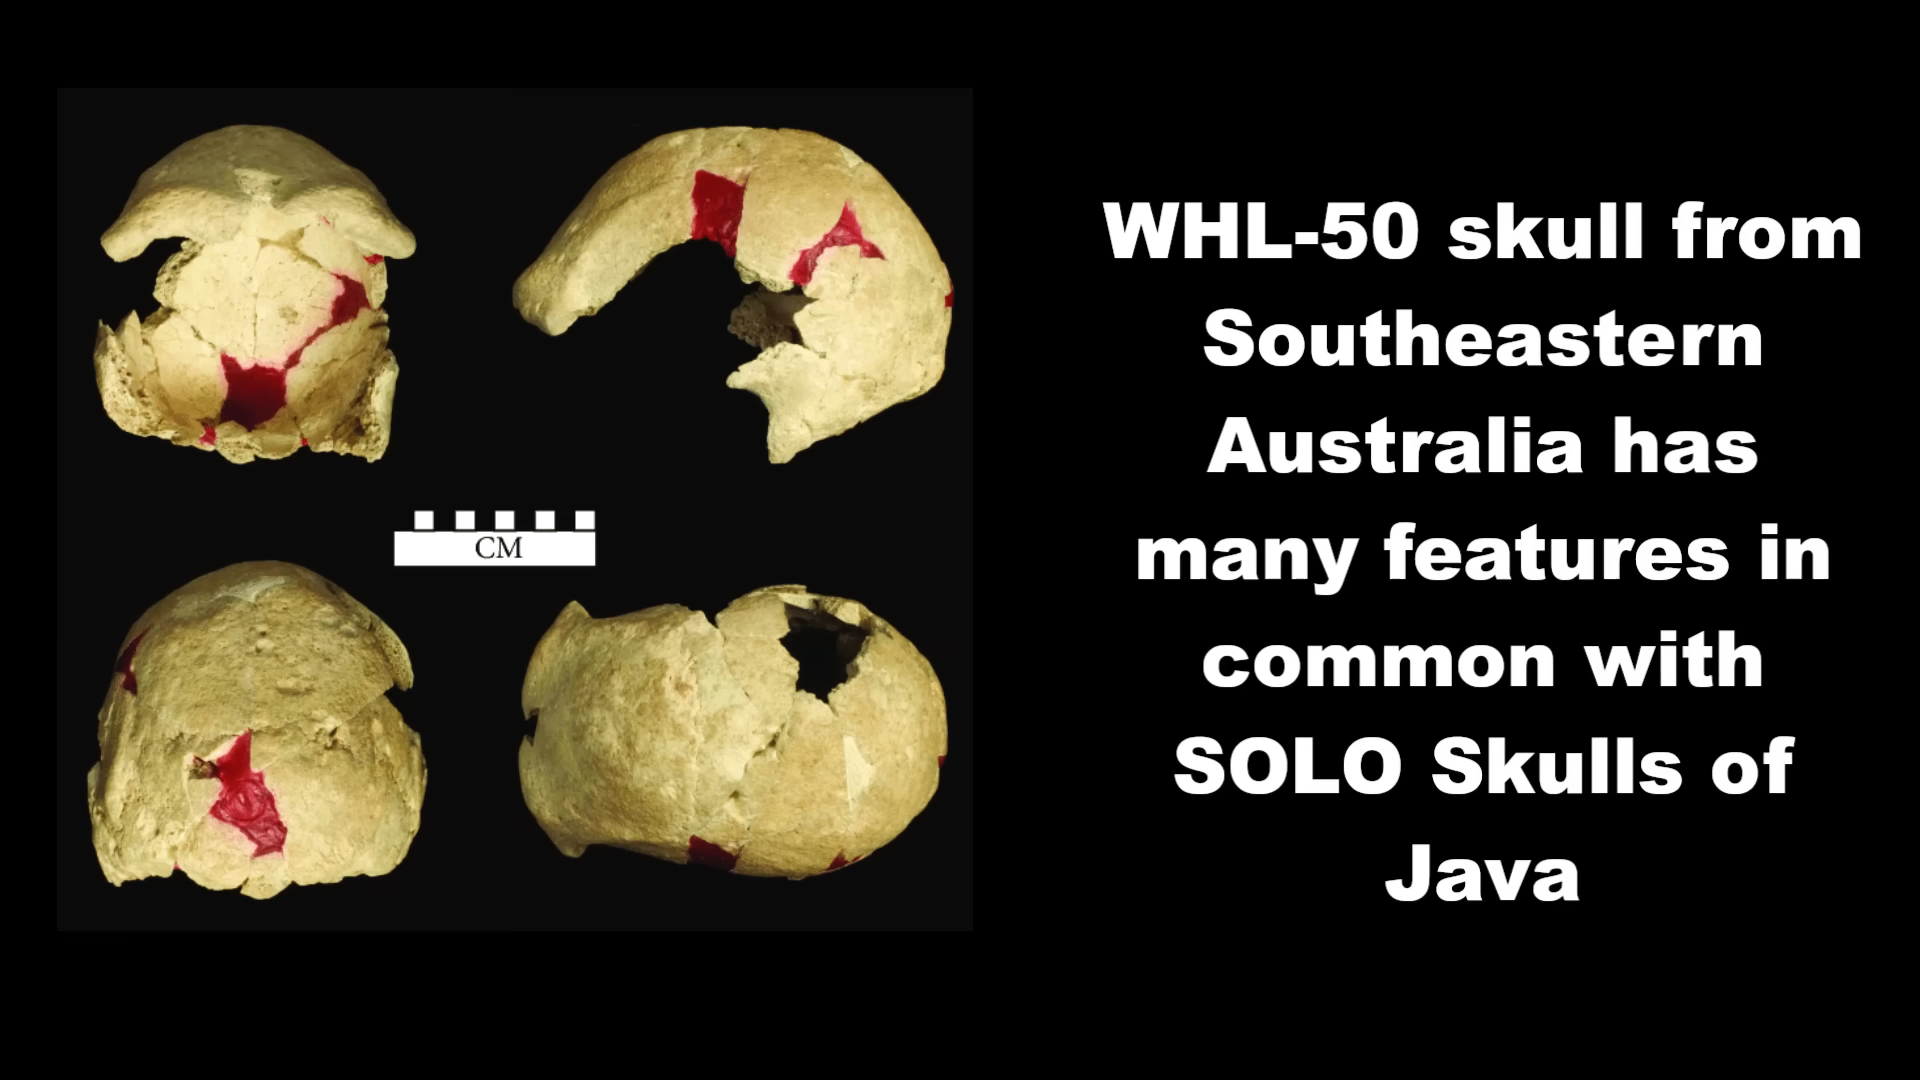 CM
WHL-50 skull from
Southeastern
Australia has
many features in
common with
SOLO Skulls of
Java